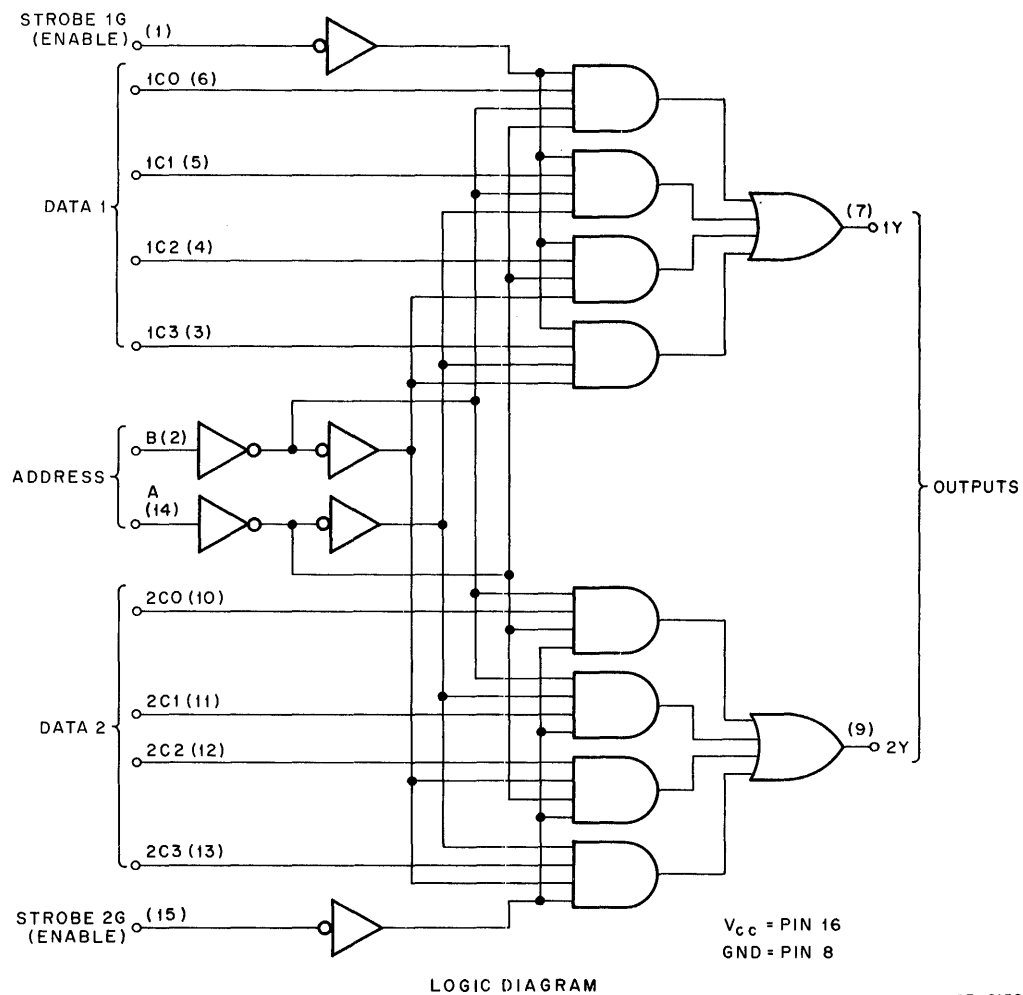 STROBE 1G
(ENABLE)
(1)
1C0 (6)
1C1 (5)
DATA 1
1C2 (4)
1C3 (3)
(7)
1Y
B(2)
ADDRESS
A
(14)
OUTPUTS
2C0 (10)
2C1 (11)
DATA 2
2C2 (12)
(9)
2Y
2C3 (13)
STROBE 2G
(ENABLE)
(15)
VCC = PIN 16
GND = PIN 8
LOGIC DIAGRAM